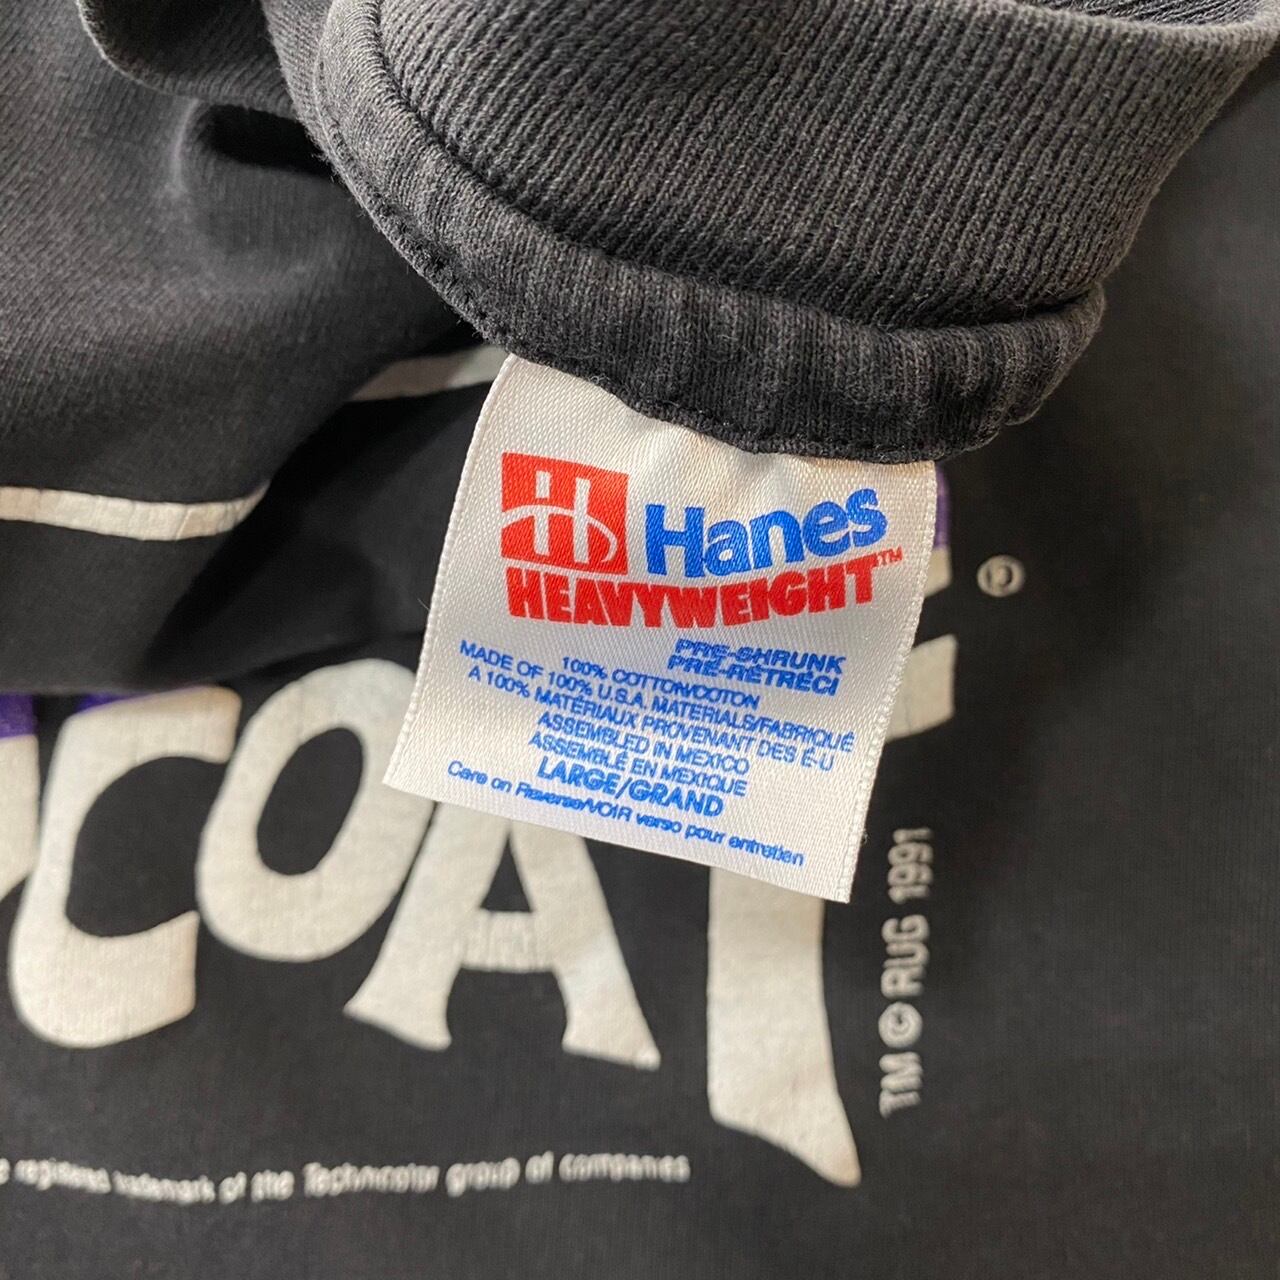 H Hanes
HEAVYWEIGHT™
PRE-SHRUNK
PRÉ-RÉTRÉCI
100% COTTON/COTON
MADE OF 100% U.S.A. MATERIALS/FABRIQUÉ
À 100% MATÉRIAUX PROVENANT DES É-U
ASSEMBLED IN MEXICO
ASSEMBLÉ EN MEXIQUE
LARGE/GRAND
Care on Reverse/VOIR verso pour entretien
®
COAT
TM © RUG 1991
registered trademark of the Technicolor group of companies